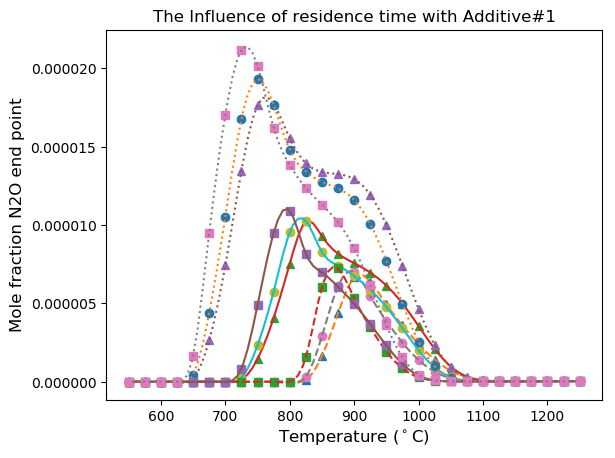 The Influence of residence time with Additive#1
Mole fraction N2O end point
0.000020
0.000015
0.000010
0.000005
0.000000
600 700 800 900 1000 1100 1200
Temperature (°C)